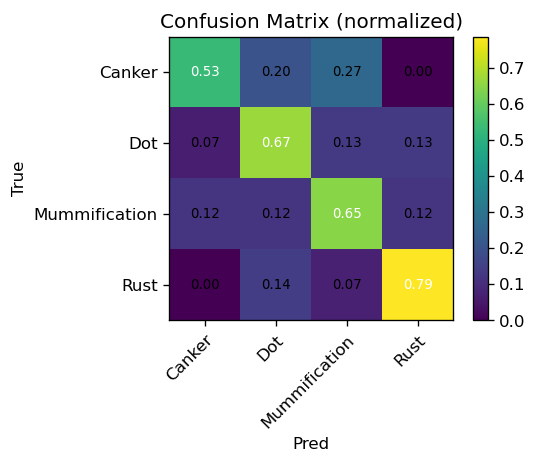 Confusion Matrix (normalized)
Canker 0.53 0.20 0.27 0.00
Dot 0.07 0.67 0.13 0.13
Mummification 0.12 0.12 0.65 0.12
Rust 0.00 0.14 0.07 0.79
True
Canker Dot Mummification Rust
Pred
0.7
0.6
0.5
0.4
0.3
0.2
0.1
0.0